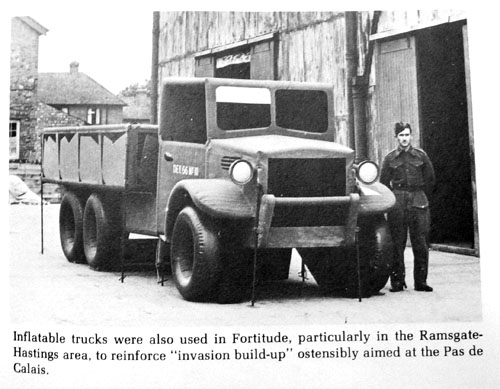 Inflatable trucks were also used in Fortitude, particularly in the Ramsgate-
Hastings area, to reinforce "invasion build-up" ostensibly aimed at the Pas de
Calais.